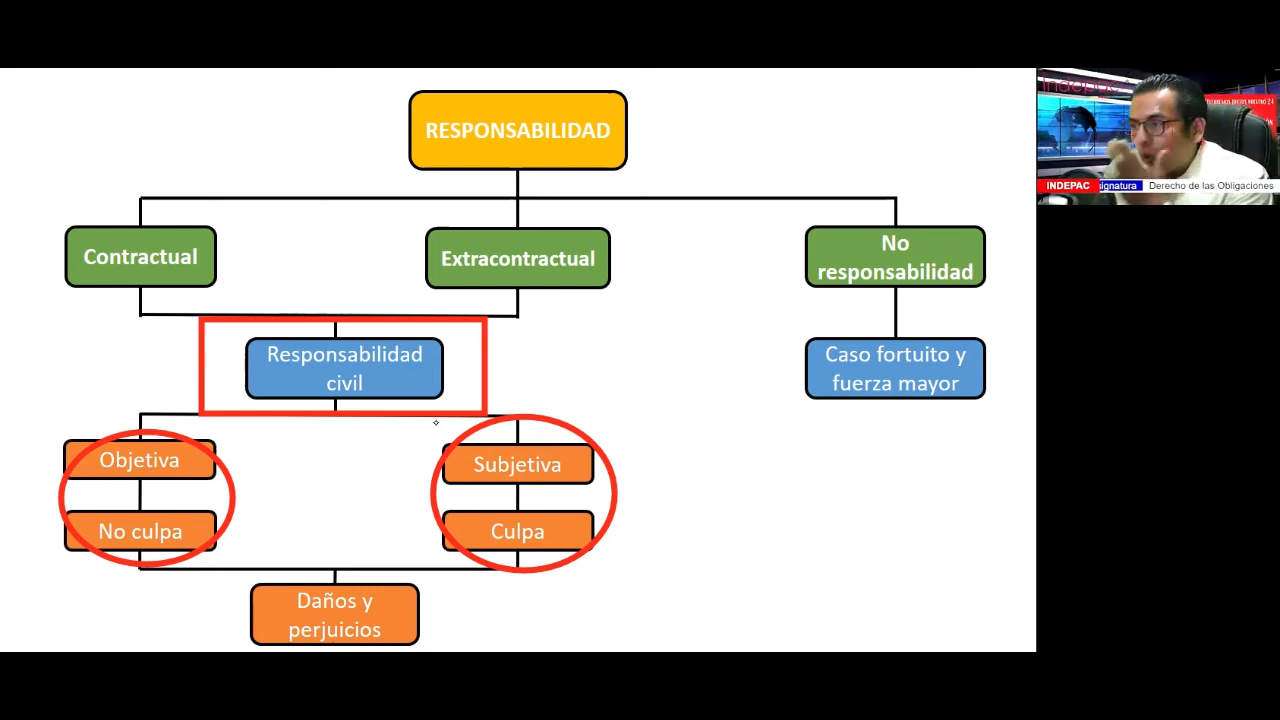 RESPONSABILIDAD
Contractual
Extracontractual
No
responsabilidad
Responsabilidad
civil
Caso fortuito y
fuerza mayor
Objetiva
Subjetiva
No culpa
Culpa
Daños y
perjuicios
INDEPAC
ignatura
Derecho de las Obligaciones